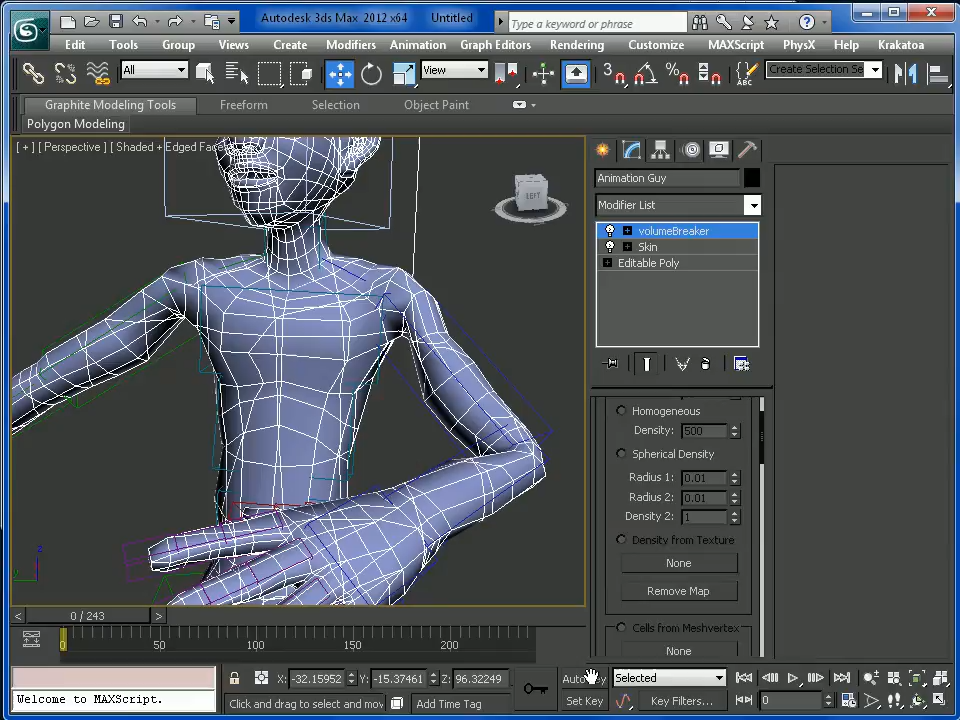 Autodesk 3ds Max 2012 x64 Untitled
Type a keyword or phrase
Edit Tools Group Views Create Modifiers Animation Graph Editors Rendering Customize MAXScript PhysX Help Krakatoa
All View 3 % ABC Create Selection Se
Graphite Modeling Tools Freeform Selection Object Paint
Polygon Modeling
[ + ] [ Perspective ] [ Shaded + Edged Face
LEFT
Animation Guy
Modifier List
volumeBreaker
Skin
Editable Poly
Homogeneous
Density: 500
Spherical Density
Radius 1: 0.01
Radius 2: 0.01
Density 2: 1
Density from Texture
None
Remove Map
Cells from Meshvertex
None
z
y
< 0 / 243 >
0 50 100 150 200
X: -32.15952 Y: -15.37461 Z: 96.32249 Selected
Welcome to MAXScript. Click and drag to select and mov Add Time Tag Set Key Key Filters... 0